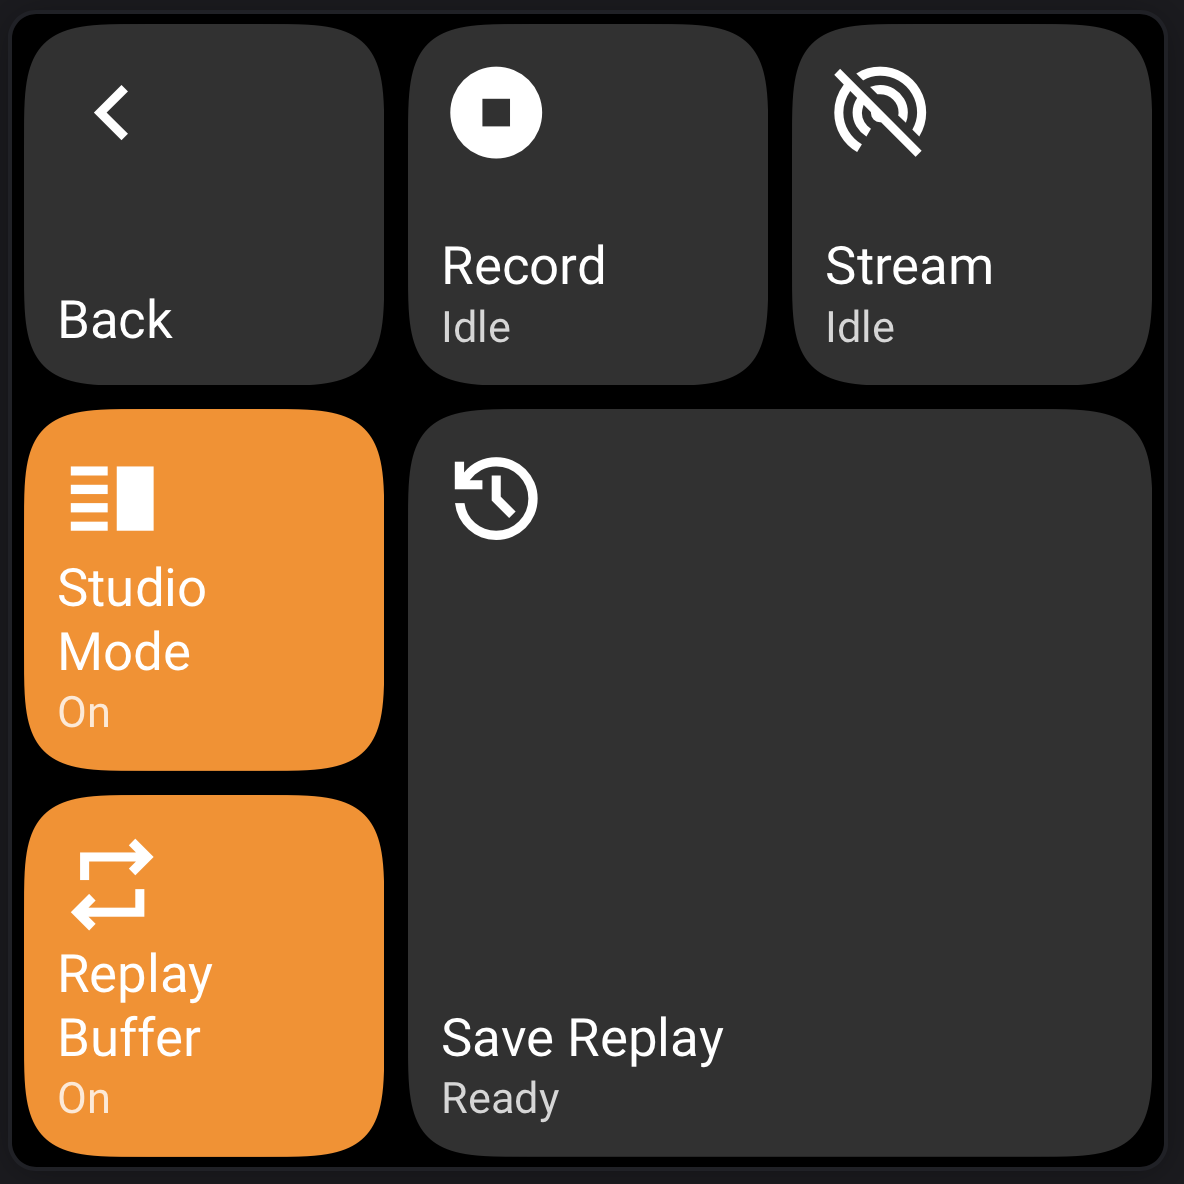 Back
Record
Idle
Stream
Idle
Studio
Mode
On
Replay
Buffer
On
Save Replay
Ready